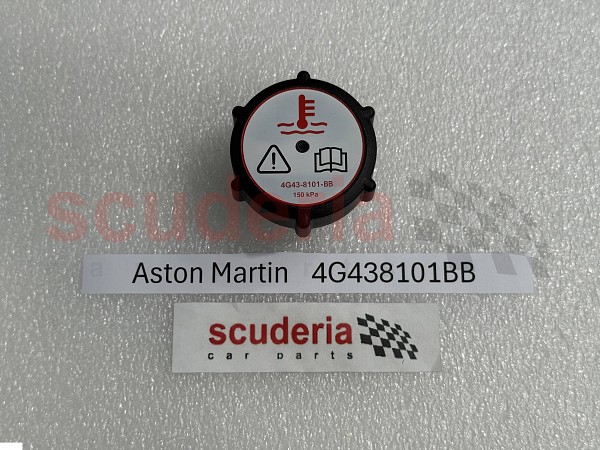 4G43-8101-BB
150 kPa
scuderia
Aston Martin 4G438101BB
scuderia
car parts